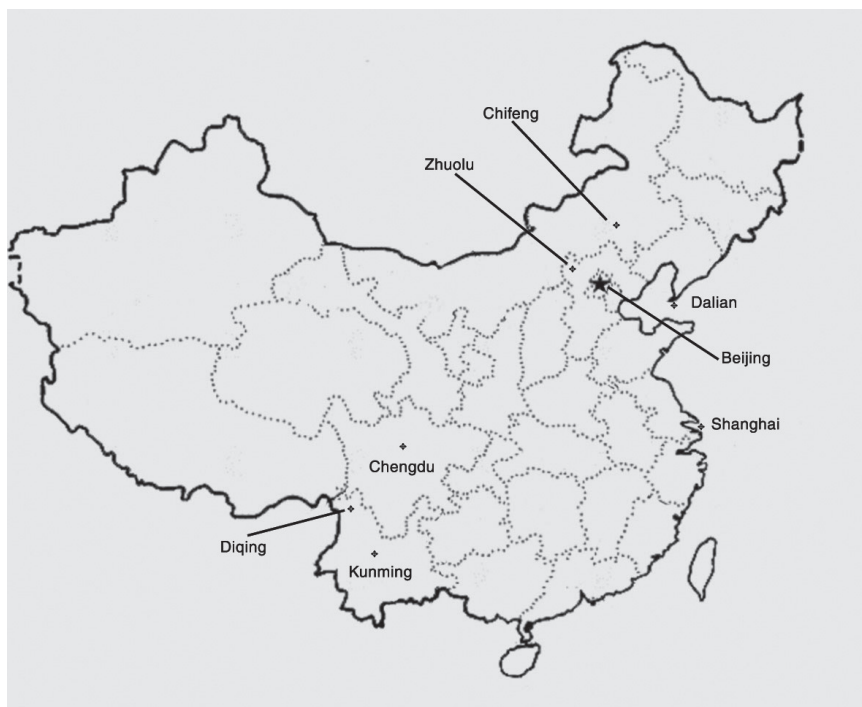 Chifeng
Zhuolu
Dalian
Beijing
Shanghai
Chengdu
Diqing
Kunming